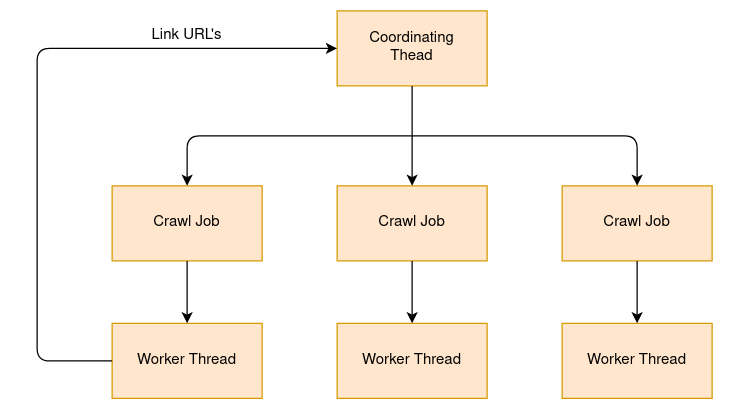 Link URL's
Coordinating
Thead
Crawl Job
Crawl Job
Crawl Job
Worker Thread
Worker Thread
Worker Thread